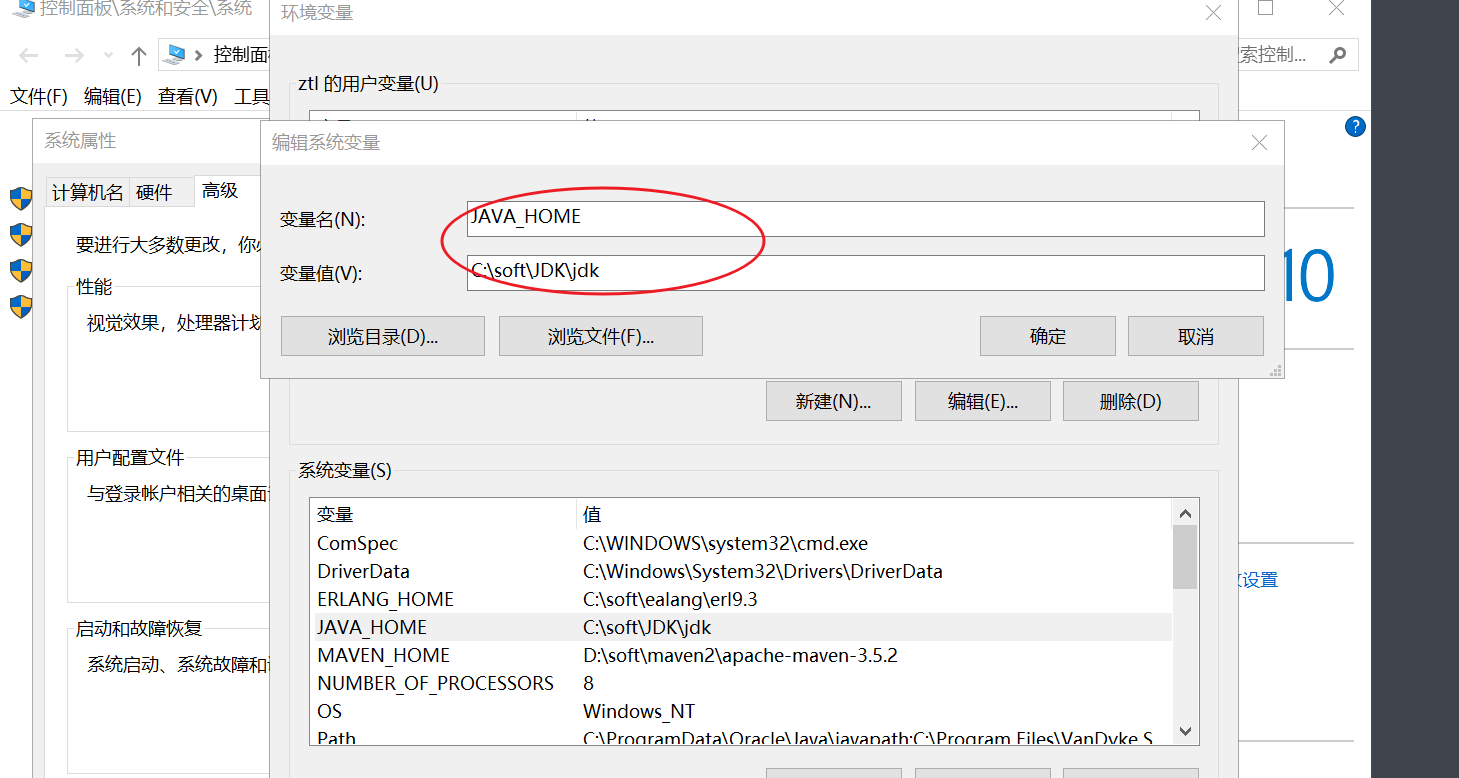 控制面板\系统和安全\系统
环境变量
控制面
搜索控制...
文件(F) 编辑(E) 查看(V) 工具
ztl 的用户变量(U)
系统属性
编辑系统变量
计算机名 硬件 高级
变量名(N): JAVA_HOME
要进行大多数更改，你
变量值(V): C:\soft\JDK\jdk
10
性能
视觉效果，处理器计划
浏览目录(D)... 浏览文件(F)... 确定 取消
新建(N)... 编辑(E)... 删除(D)
用户配置文件
系统变量(S)
与登录帐户相关的桌面
变量 值
ComSpec C:\WINDOWS\system32\cmd.exe
DriverData C:\Windows\System32\Drivers\DriverData
设置
ERLANG_HOME C:\soft\ealang\erl9.3
启动和故障恢复
JAVA_HOME C:\soft\JDK\jdk
系统启动、系统故障和
MAVEN_HOME D:\soft\maven2\apache-maven-3.5.2
NUMBER_OF_PROCESSORS 8
OS Windows_NT
Path C:\ProgramData\Oracle\Java\javapath;C:\Program Files\VanDyke S